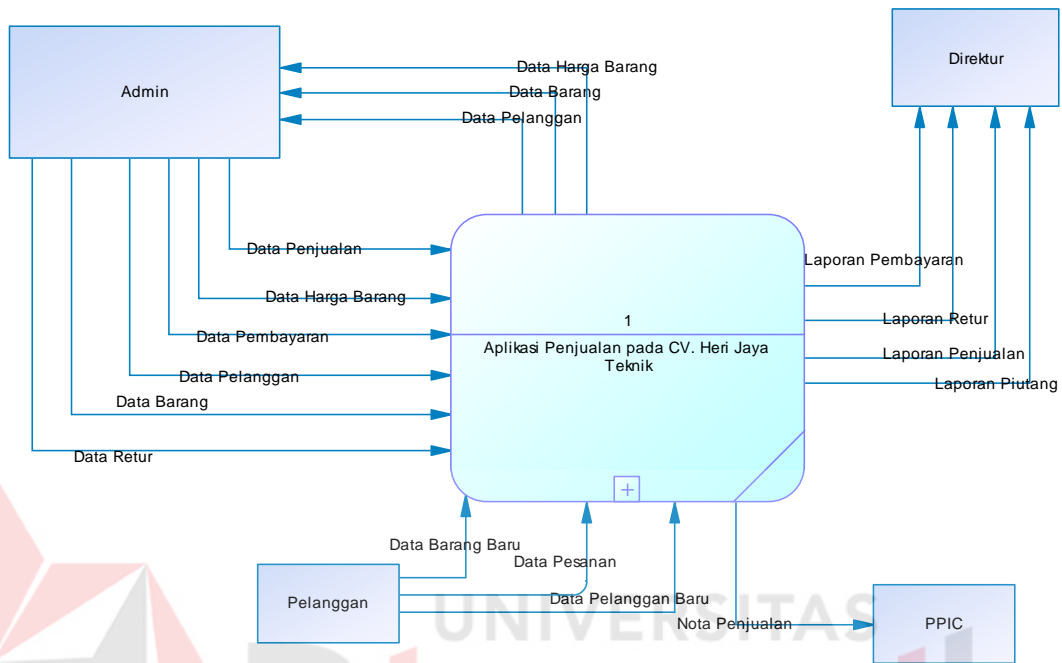 Admin
Direktur
Data Harga Barang
Data Barang
Data Pelanggan
Data Penjualan
Data Harga Barang
Data Pembayaran
Data Pelanggan
Data Barang
Data Retur
1
Aplikasi Penjualan pada CV. Heri Jaya
Teknik
Laporan Pembayaran
Laporan Retur
Laporan Penjualan
Laporan Piutang
Data Barang Baru
Data Pesanan
Data Pelanggan Baru
Nota Penjualan
Pelanggan
PPIC
UNIVERSITAS